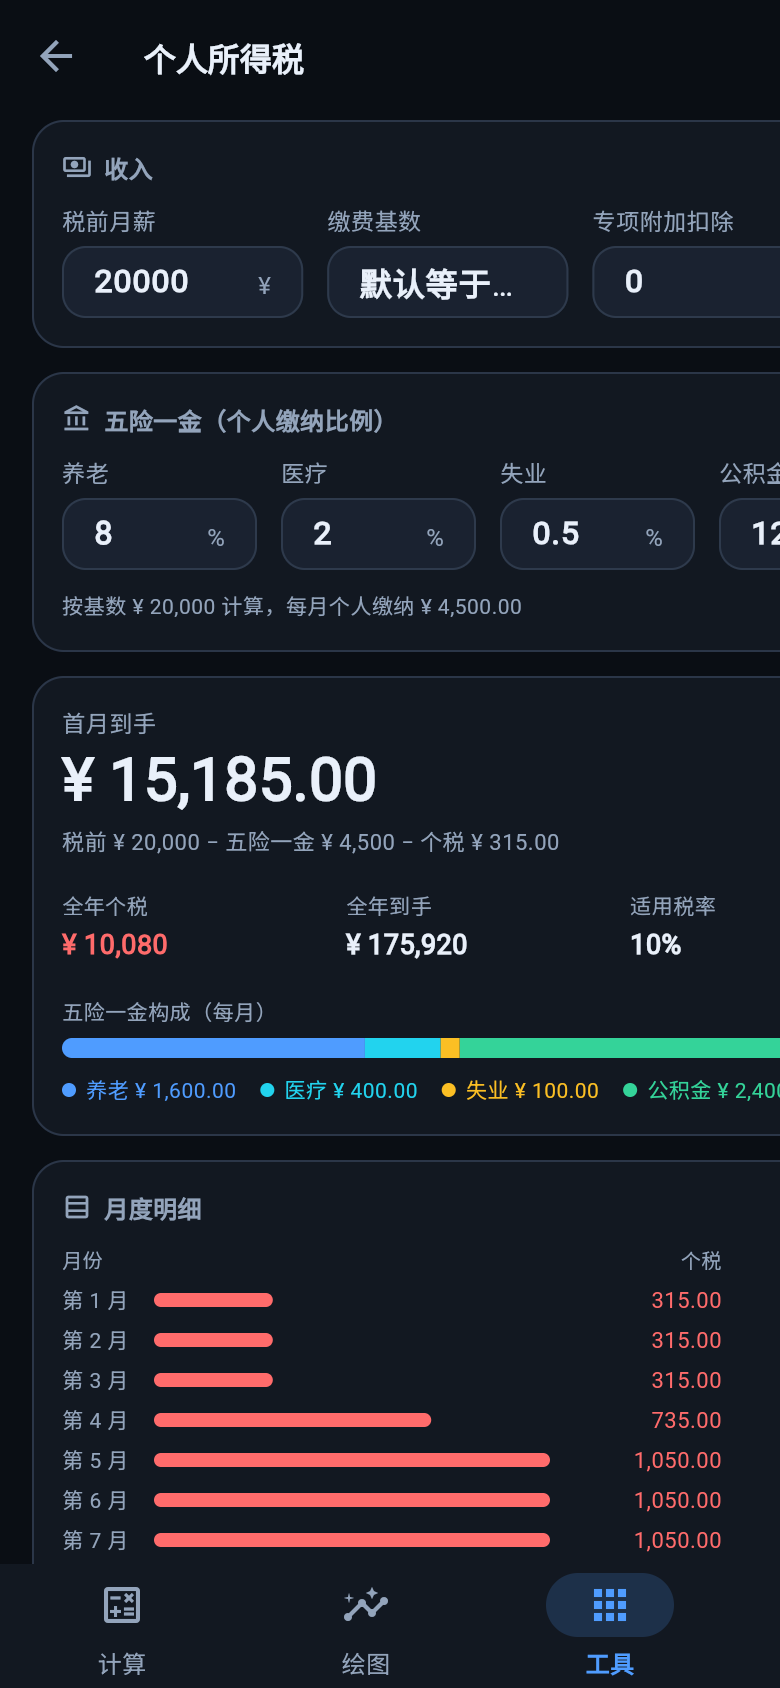 个人所得税
收入
税前月薪 缴费基数 专项附加扣除
20000 ¥ 默认等于... 0
五险一金（个人缴纳比例）
养老 医疗 失业 公积金
8 % 2 % 0.5 % 12
按基数 ¥ 20,000 计算，每月个人缴纳 ¥ 4,500.00
首月到手
¥ 15,185.00
税前 ¥ 20,000 − 五险一金 ¥ 4,500 − 个税 ¥ 315.00
全年个税 全年到手 适用税率
¥ 10,080 ¥ 175,920 10%
五险一金构成（每月）
养老 ¥ 1,600.00 医疗 ¥ 400.00 失业 ¥ 100.00 公积金 ¥ 2,400
月度明细
月份 个税
第 1 月 315.00
第 2 月 315.00
第 3 月 315.00
第 4 月 735.00
第 5 月 1,050.00
第 6 月 1,050.00
第 7 月 1,050.00
计算 绘图 工具